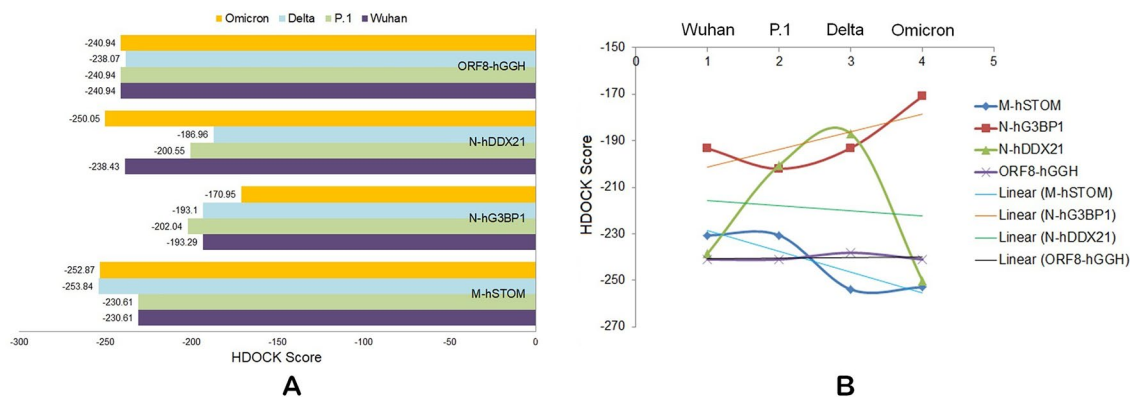 Omicron Delta P.1 Wuhan
-240.94
-238.07
ORF8-hGGH
-240.94
-240.94
-250.05
-186.96
N-hDDX21
-200.55
-238.43
-170.95
-193.1
N-hG3BP1
-202.04
-193.29
-252.87
-253.84
M-hSTOM
-230.61
-230.61
-300 -250 -200 -150 -100 -50 0
HDOCK Score
A
Wuhan P.1 Delta Omicron
-150
0 1 2 3 4 5
-170
-190
-210
-230
-250
-270
HDOCK Score
M-hSTOM
N-hG3BP1
N-hDDX21
ORF8-hGGH
Linear (M-hSTOM)
Linear (N-hG3BP1)
Linear (N-hDDX21)
Linear (ORF8-hGGH)
B